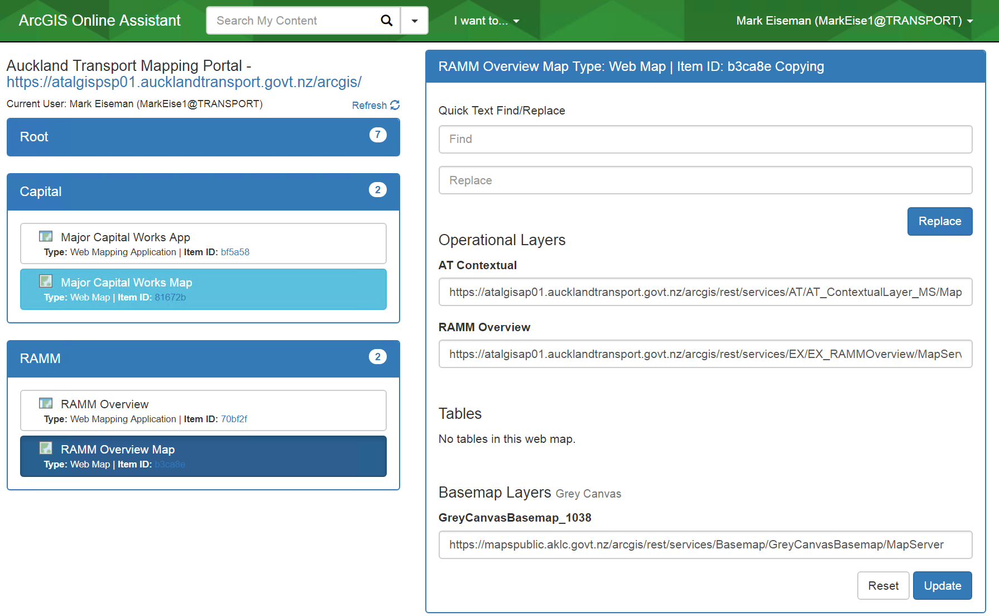 ArcGIS Online Assistant
Search My Content
I want to...
Mark Eiseman (MarkEise1@TRANSPORT)
Auckland Transport Mapping Portal -
https://atalgispsp01.aucklandtransport.govt.nz/arcgis/
Current User: Mark Eiseman (MarkEise1@TRANSPORT)
Refresh
Root
7
Capital
2
Major Capital Works App
Type: Web Mapping Application | Item ID: bf5a58
Major Capital Works Map
Type: Web Map | Item ID: 81672b
RAMM
2
RAMM Overview
Type: Web Mapping Application | Item ID: 70bf2f
RAMM Overview Map
Type: Web Map | Item ID: b3ca8e
RAMM Overview Map Type: Web Map | Item ID: b3ca8e Copying
Quick Text Find/Replace
Find
Replace
Replace
Operational Layers
AT Contextual
https://atalgisap01.aucklandtransport.govt.nz/arcgis/rest/services/AT/AT_ContextualLayer_MS/Map
RAMM Overview
https://atalgisap01.aucklandtransport.govt.nz/arcgis/rest/services/EX/EX_RAMMOverview/MapServ
Tables
No tables in this web map.
Basemap Layers Grey Canvas
GreyCanvasBasemap_1038
https://mapspublic.aklc.govt.nz/arcgis/rest/services/Basemap/GreyCanvasBasemap/MapServer
Reset
Update